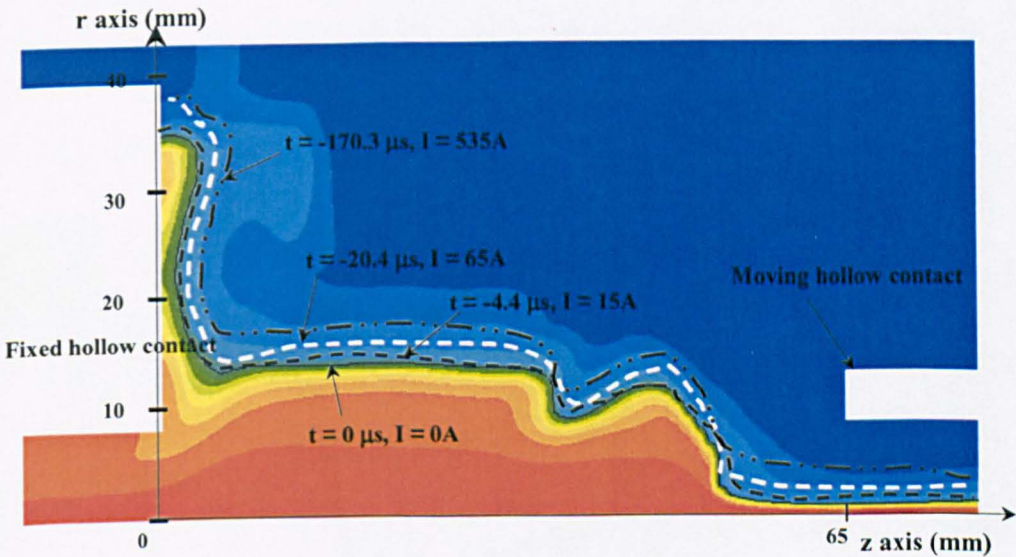 r axis (mm)
40
t = -170.3 μs, I = 535A
30
t = -20.4 μs, I = 65A
Moving hollow contact
20
t = -4.4 μs, I = 15A
Fixed hollow contact
10
t = 0 μs, I = 0A
0
65
z axis (mm)